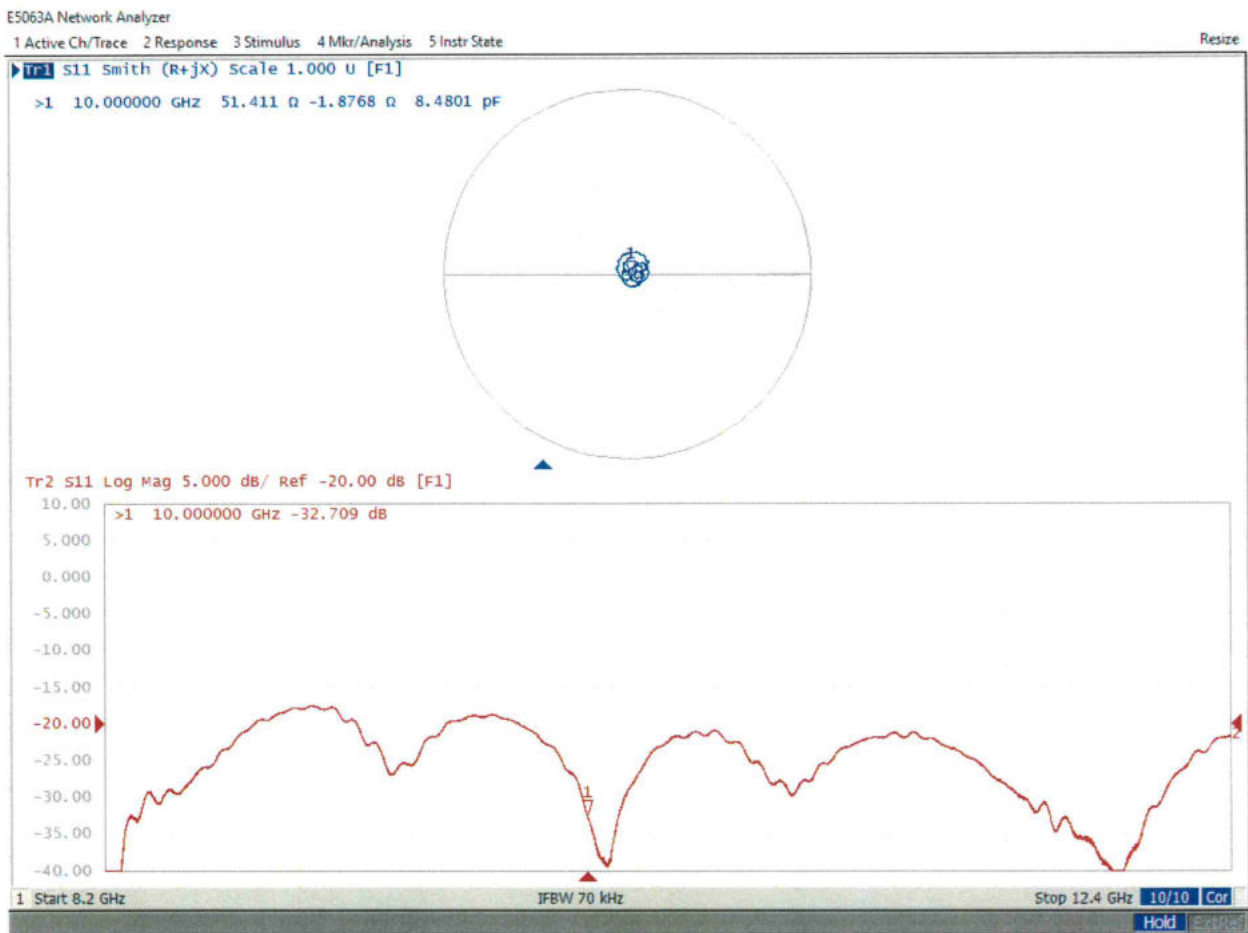 E5063A Network Analyzer
1 Active Ch/Trace 2 Response 3 Stimulus 4 Mkr/Analysis 5 Instr State Resize
Tr1 S11 Smith (R+jX) Scale 1.000 U [F1]
>1 10.000000 GHz 51.411 Ω -1.8768 Ω 8.4801 pF
1
Tr2 S11 Log Mag 5.000 dB/ Ref -20.00 dB [F1]
10.00
>1 10.000000 GHz -32.709 dB
5.000
0.000
-5.000
-10.00
-15.00
-20.00
2
-25.00
-30.00
1
-35.00
-40.00
1 Start 8.2 GHz IFBW 70 kHz Stop 12.4 GHz 10/10 Cor
Hold ExtRef